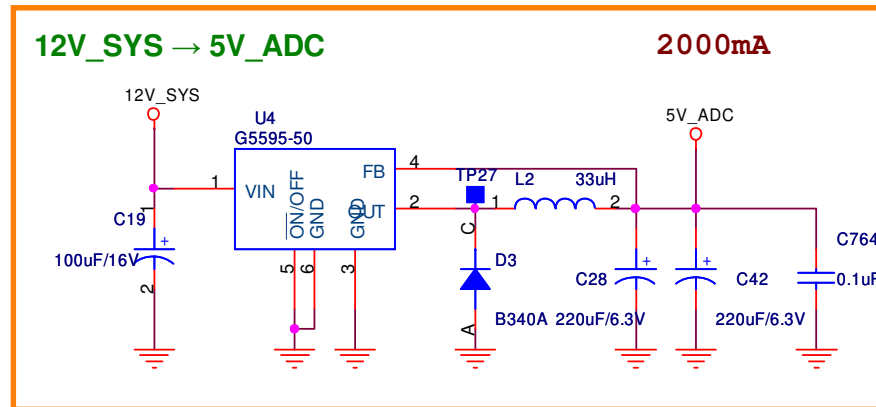 12V_SYS → 5V_ADC
2000mA
12V_SYS
5V_ADC
U4
G5595-50
1
VIN
FB
4
OUT
2
ON/OFF
GND
GND
5
6
3
TP27
L2
33uH
1
2
C19
1
100uF/16V
+
2
C
D3
A
B340A
C28
+
220uF/6.3V
C42
+
220uF/6.3V
C764
0.1uF